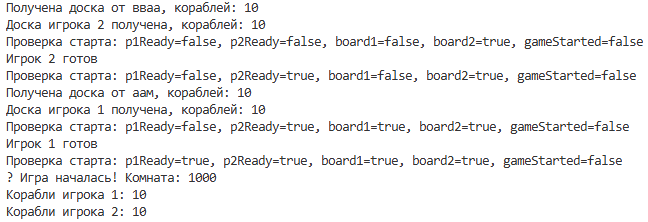 Получена доска от вваа, кораблей: 10
Доска игрока 2 получена, кораблей: 10
Проверка старта: p1Ready=false, p2Ready=false, board1=false, board2=true, gameStarted=false
Игрок 2 готов
Проверка старта: p1Ready=false, p2Ready=true, board1=false, board2=true, gameStarted=false
Получена доска от аам, кораблей: 10
Доска игрока 1 получена, кораблей: 10
Проверка старта: p1Ready=false, p2Ready=true, board1=true, board2=true, gameStarted=false
Игрок 1 готов
Проверка старта: p1Ready=true, p2Ready=true, board1=true, board2=true, gameStarted=false
? Игра началась! Комната: 1000
Корабли игрока 1: 10
Корабли игрока 2: 10